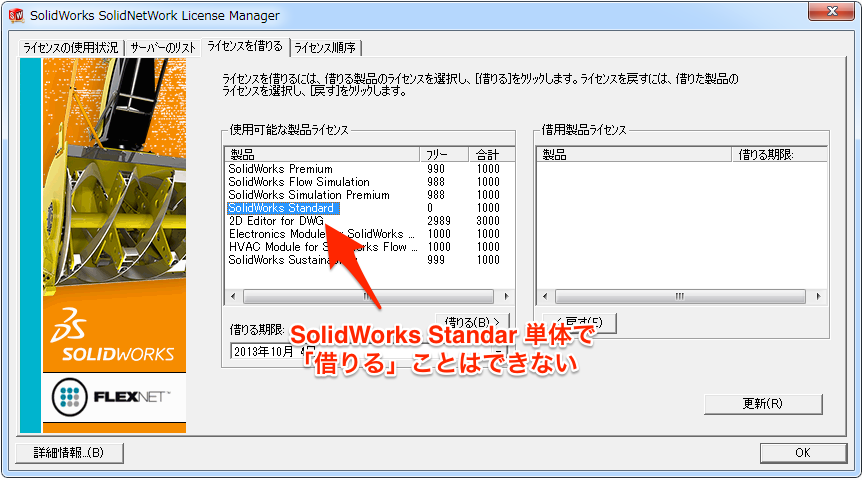 SolidWorks SolidNetWork License Manager
ライセンスの使用状況 サーバーのリスト ライセンスを借りる ライセンス順序
ライセンスを借りるには、借りる製品のライセンスを選択し、[借りる]をクリックします。ライセンスを戻すには、借りた製品の
ライセンスを選択し、[戻す]をクリックします。
使用可能な製品ライセンス
製品 フリー 合計
SolidWorks Premium 990 1000
SolidWorks Flow Simulation 988 1000
SolidWorks Simulation Premium 988 1000
SolidWorks Standard 0 1000
2D Editor for DWG 2989 3000
Electronics Module SolidWorks ... 1000 1000
HVAC Module for SolidWorks Flow ... 1000 1000
SolidWorks 999 1000
借りる(B) >
借りる期限:
2013年10月
借用製品ライセンス
製品 借りる期限:
< 戻す(E)
SolidWorks Standar 単体で
「借りる」ことはできない
SOLIDWORKS
FLEXNET™
更新(R)
詳細情報...(B)
OK